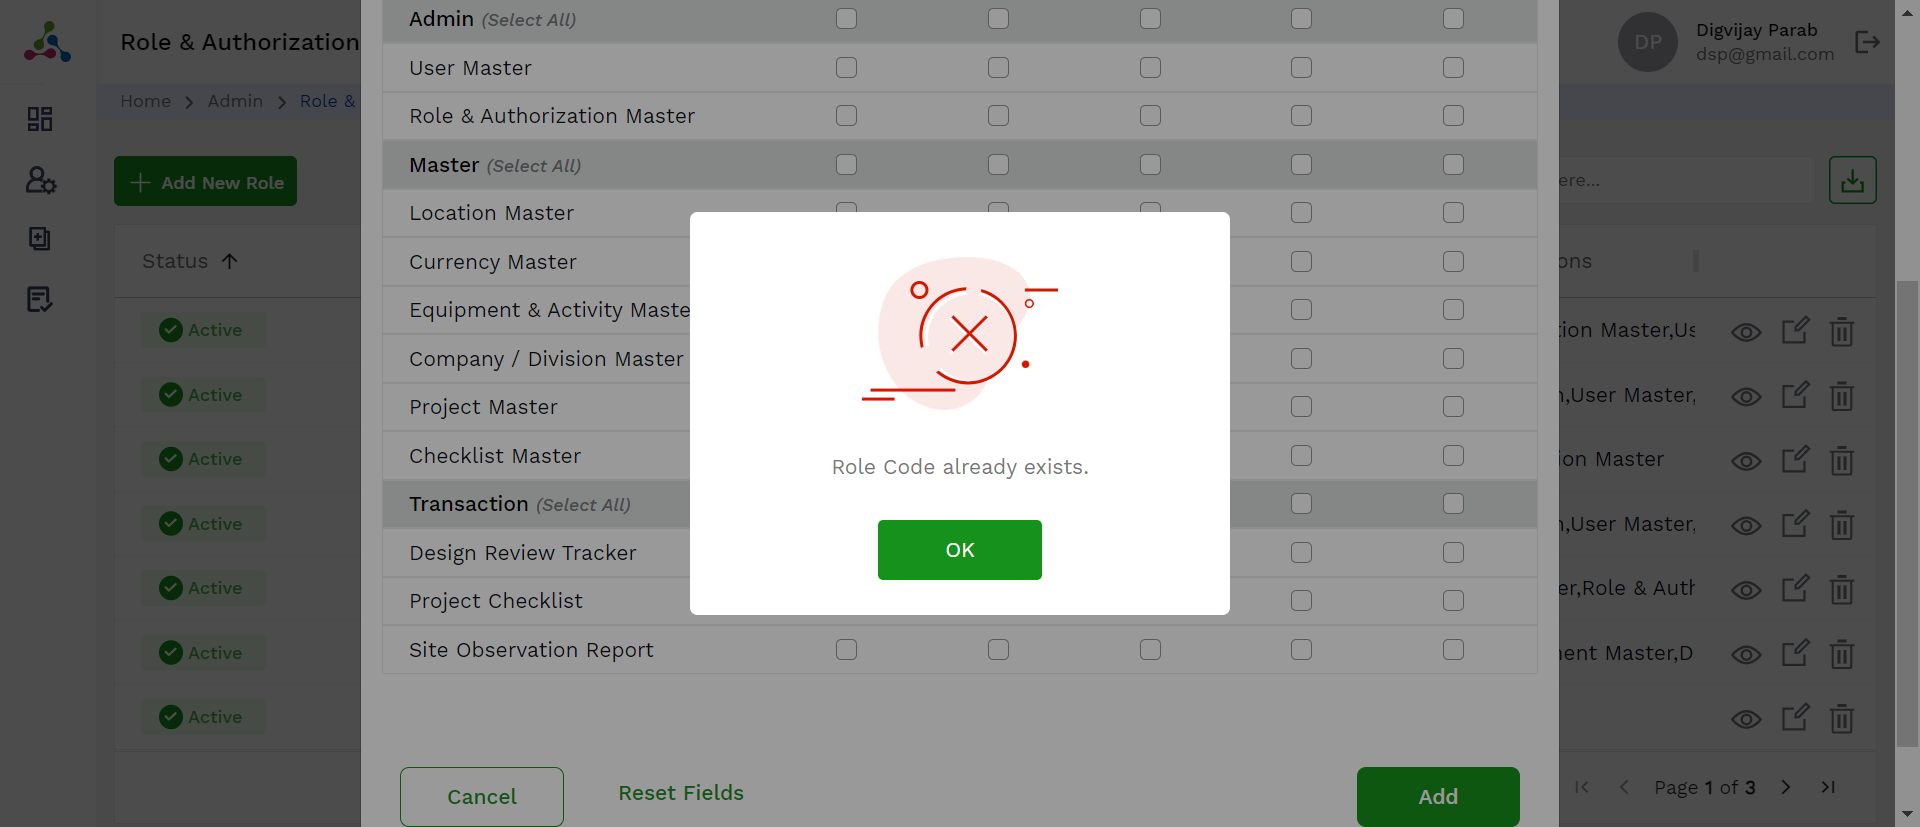 Role & Authorization
Home
Admin
Role &
Add New Role
Status
Active
Active
Active
Active
Active
Active
Active
Admin (Select All)
User Master
Role & Authorization Master
Master (Select All)
Location Master
Currency Master
Equipment & Activity Maste
Company / Division Master
Project Master
Checklist Master
Transaction (Select All)
Design Review Tracker
Project Checklist
Site Observation Report
Role Code already exists.
OK
Cancel
Reset Fields
Add
DP
Digvijay Parab
dsp@gmail.com
ere...
ons
ion Master,Us
,User Master,
on Master
,User Master,
er,Role & Auth
ent Master,D
Page 1 of 3